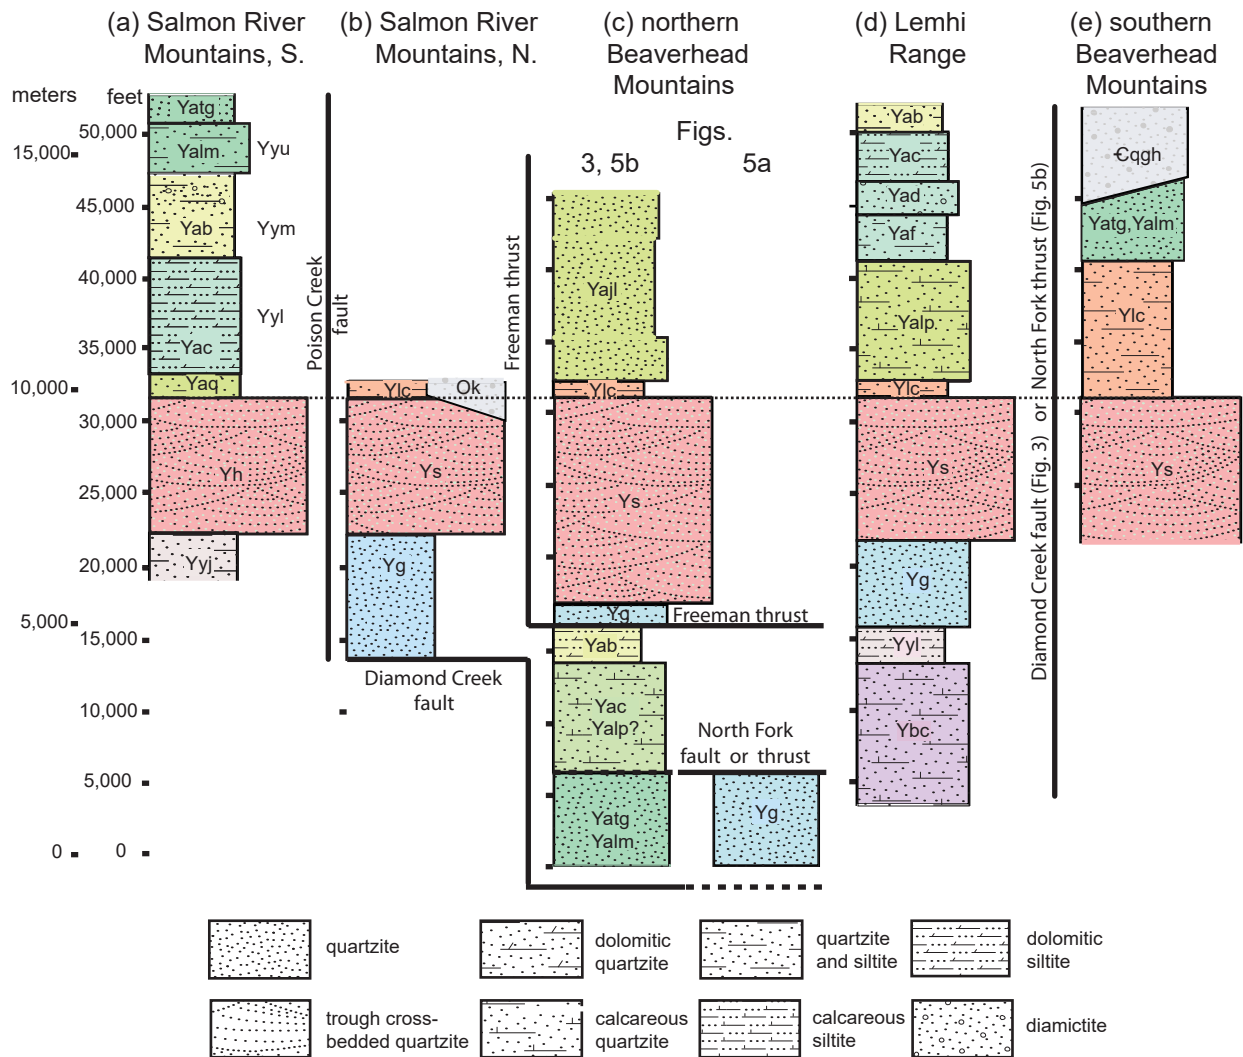 (a) Salmon River
Mountains, S.
(b) Salmon River
Mountains, N.
(c) northern
Beaverhead
Mountains
(d) Lemhi
Range
(e) southern
Beaverhead
Mountains
meters
feet
50,000
15,000
45,000
40,000
35,000
10,000
30,000
25,000
20,000
5,000
15,000
10,000
5,000
0
0
Yatg
Yalm
Yyu
Yab
Yym
Yac
Yyl
Yaq
Yh
Yyj
Poison Creek
fault
Ylc
Ok
Ys
Yg
Diamond Creek
fault
Freeman thrust
Figs.
3, 5b
5a
Yajl
Ylc
Ys
Yg
Freeman thrust
Yab
Yac
Yalp?
North Fork
fault or thrust
Yatg
Yalm
Yg
Yab
Yac
Yad
Yaf
Yalp
Ylc
Ys
Yg
Yyl
Ybc
Diamond Creek fault (Fig. 3) or North Fork thrust (Fig. 5b)
Ꞓqgh
Yatg, Yalm
Ylc
Ys
quartzite
dolomitic
quartzite
quartzite
and siltite
dolomitic
siltite
trough cross-
bedded quartzite
calcareous
quartzite
calcareous
siltite
diamictite